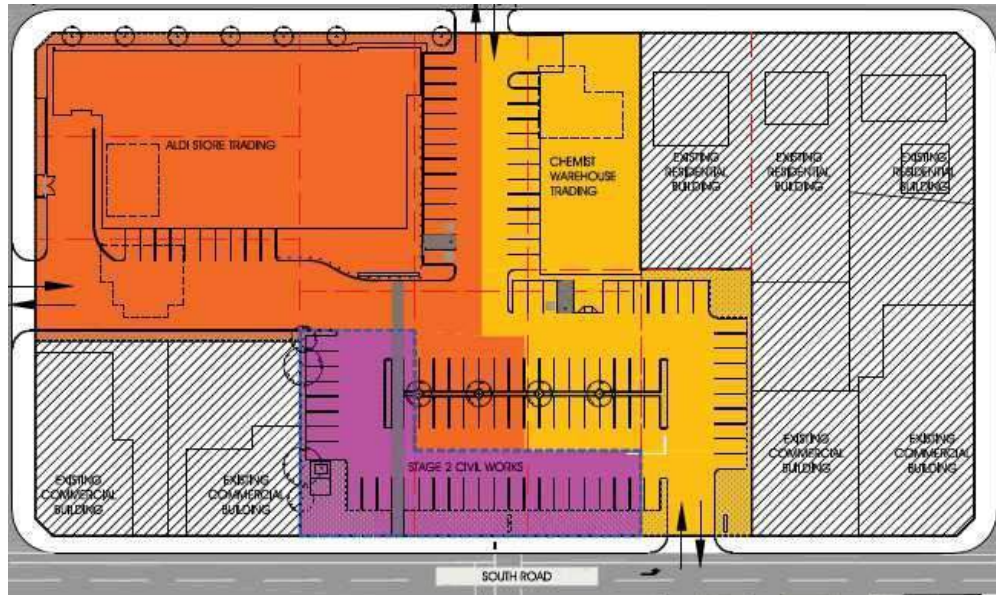 ALDI STORE TRADING
CHEMIST
WAREHOUSE
TRADING
EXISTING
RESIDENTIAL
BUILDING
EXISTING
RESIDENTIAL
BUILDING
EXISTING
RESIDENTIAL
BUILDING
STAGE 2 CIVIL WORKS
EXISTING
COMMERCIAL
BUILDING
EXISTING
COMMERCIAL
BUILDING
EXISTING
COMMERCIAL
BUILDING
EXISTING
COMMERCIAL
BUILDING
SOUTH ROAD